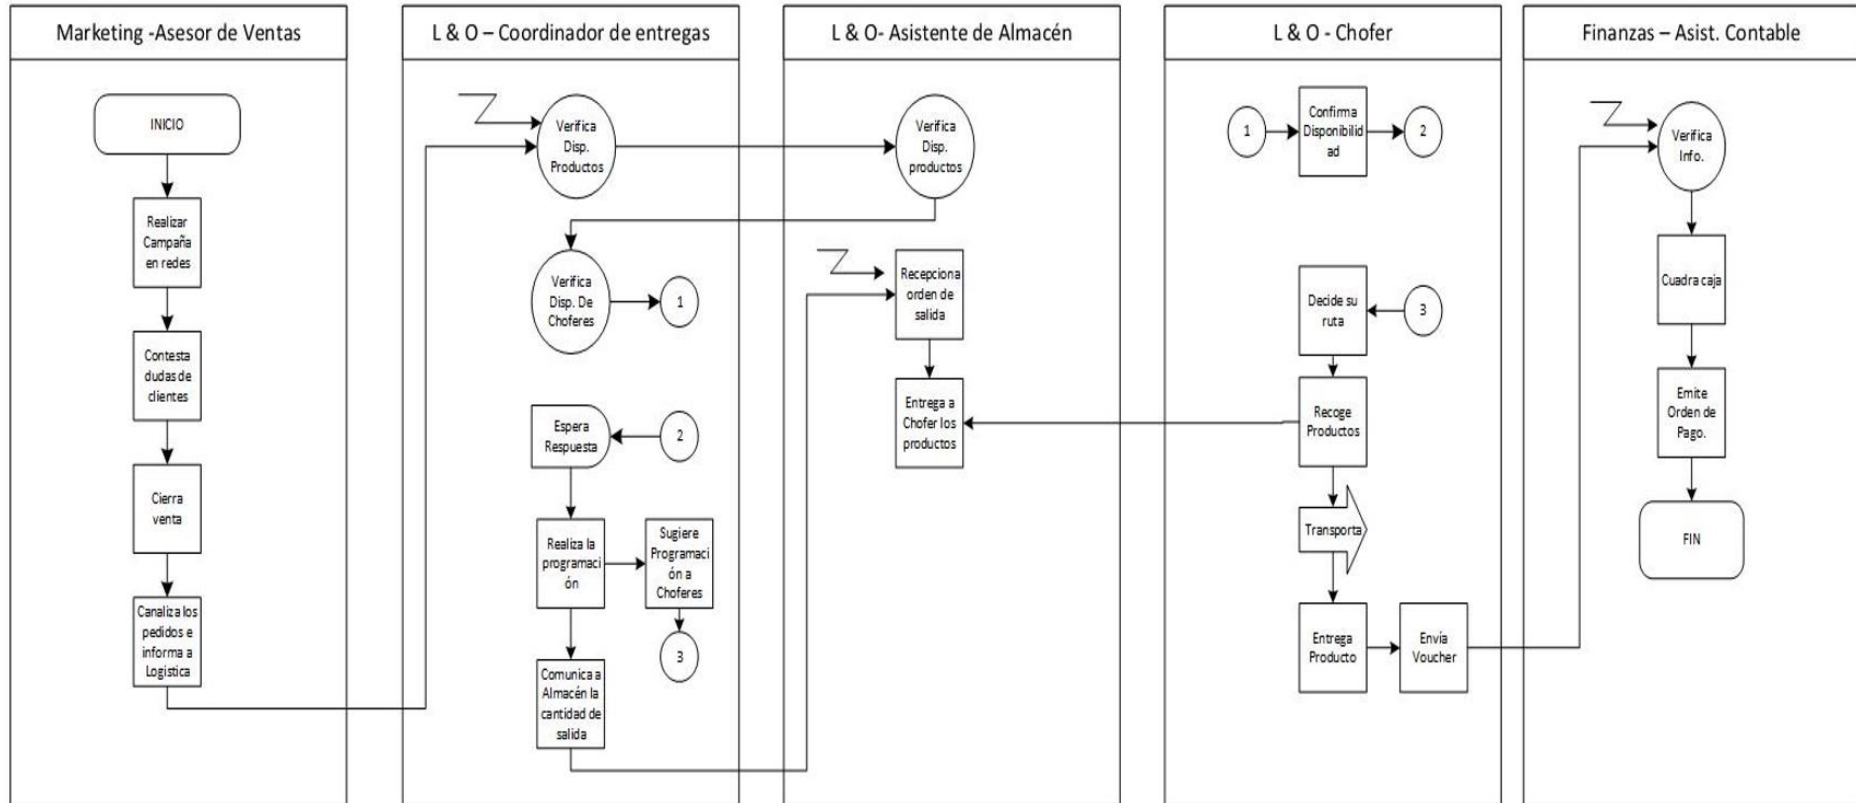 Marketing -Asesor de Ventas
INICIO
Realizar
Campaña
en redes
Contesta
dudas de
clientes
Cierra
venta
Canaliza los
pedidos e
informa a
Logística
L & O – Coordinador de entregas
Verifica
Disp.
Productos
Verifica
Disp. De
Choferes
1
Espera
Respuesta
2
Realiza la
programac
ión
Sugiere
Programaci
ón a
Choferes
3
Comunica a
Almacén la
cantidad de
salida
L & O- Asistente de Almacén
Verifica
Disp.
productos
Recepciona
orden de
salida
Entrega a
Chofer los
productos
L & O - Chofer
1
Confirma
Disponibilid
ad
2
Decide su
ruta
3
Recoge
Productos
Transporta
Entrega
Producto
Envía
Voucher
Finanzas – Asist. Contable
Verifica
Info.
Cuadra caja
Emite
Orden de
Pago.
FIN